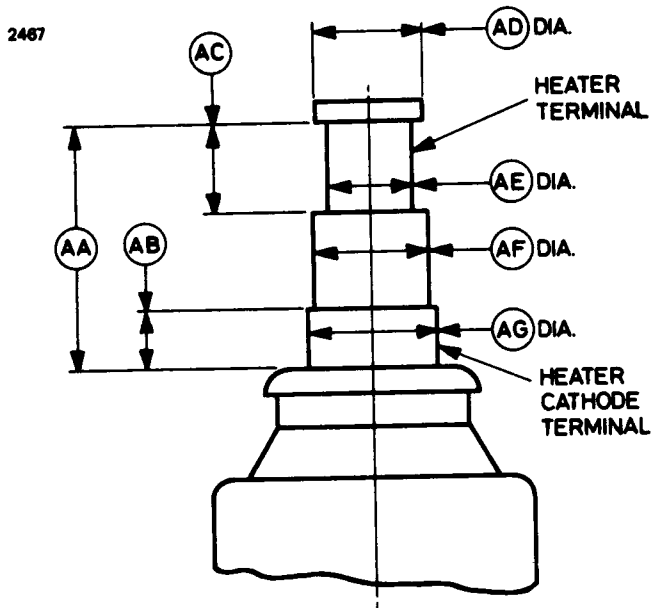 2467
AD DIA.
AC
HEATER
TERMINAL
AE DIA.
AB
AA
AF DIA.
AG DIA.
HEATER
CATHODE
TERMINAL